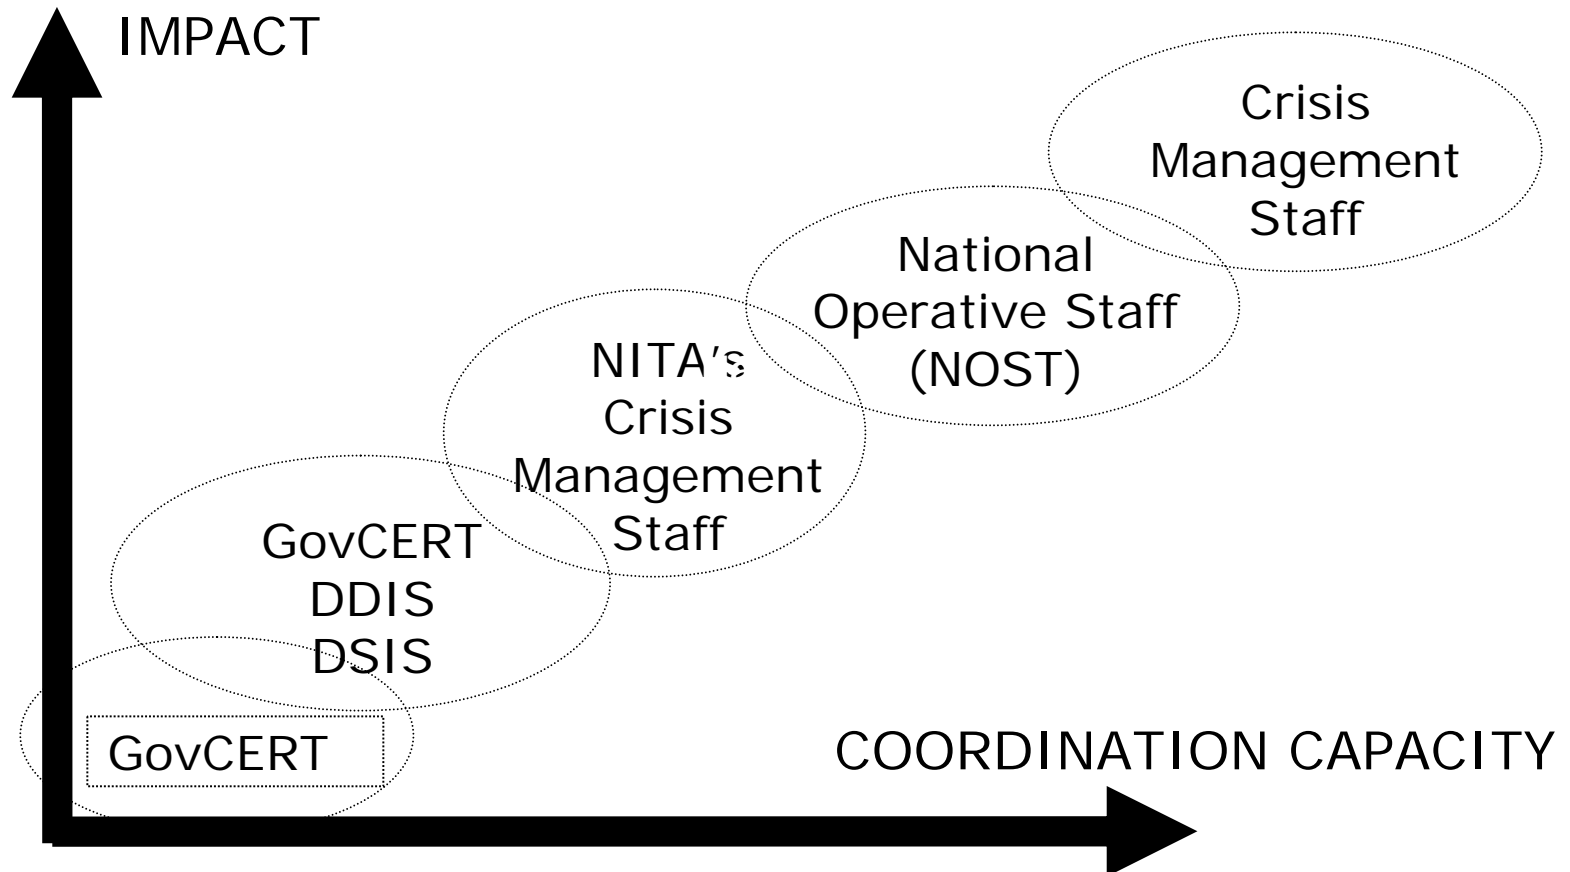 IMPACT
Crisis
Management
Staff
National
Operative Staff
(NOST)
NITA's
Crisis
Management
Staff
GovCERT
DDIS
DSIS
GovCERT
COORDINATION CAPACITY